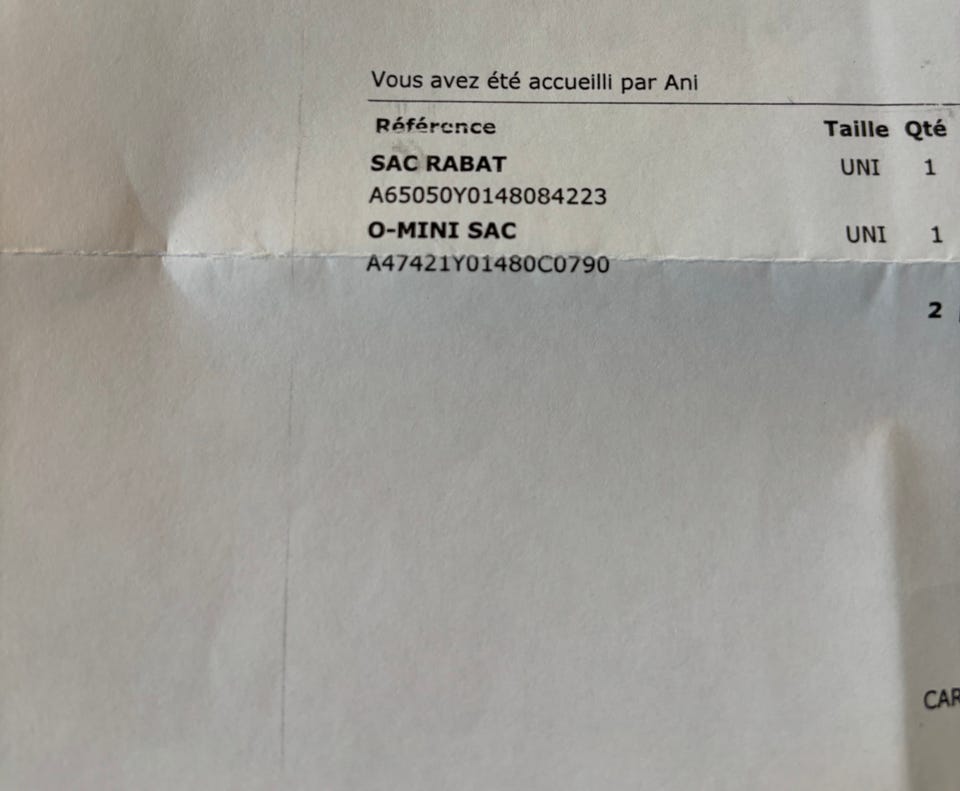 Vous avez été accueilli par Ani
Référence Taille Qté
SAC RABAT UNI 1
A65050Y0148084223
O-MINI SAC UNI 1
A47421Y01480C0790
2
CAR